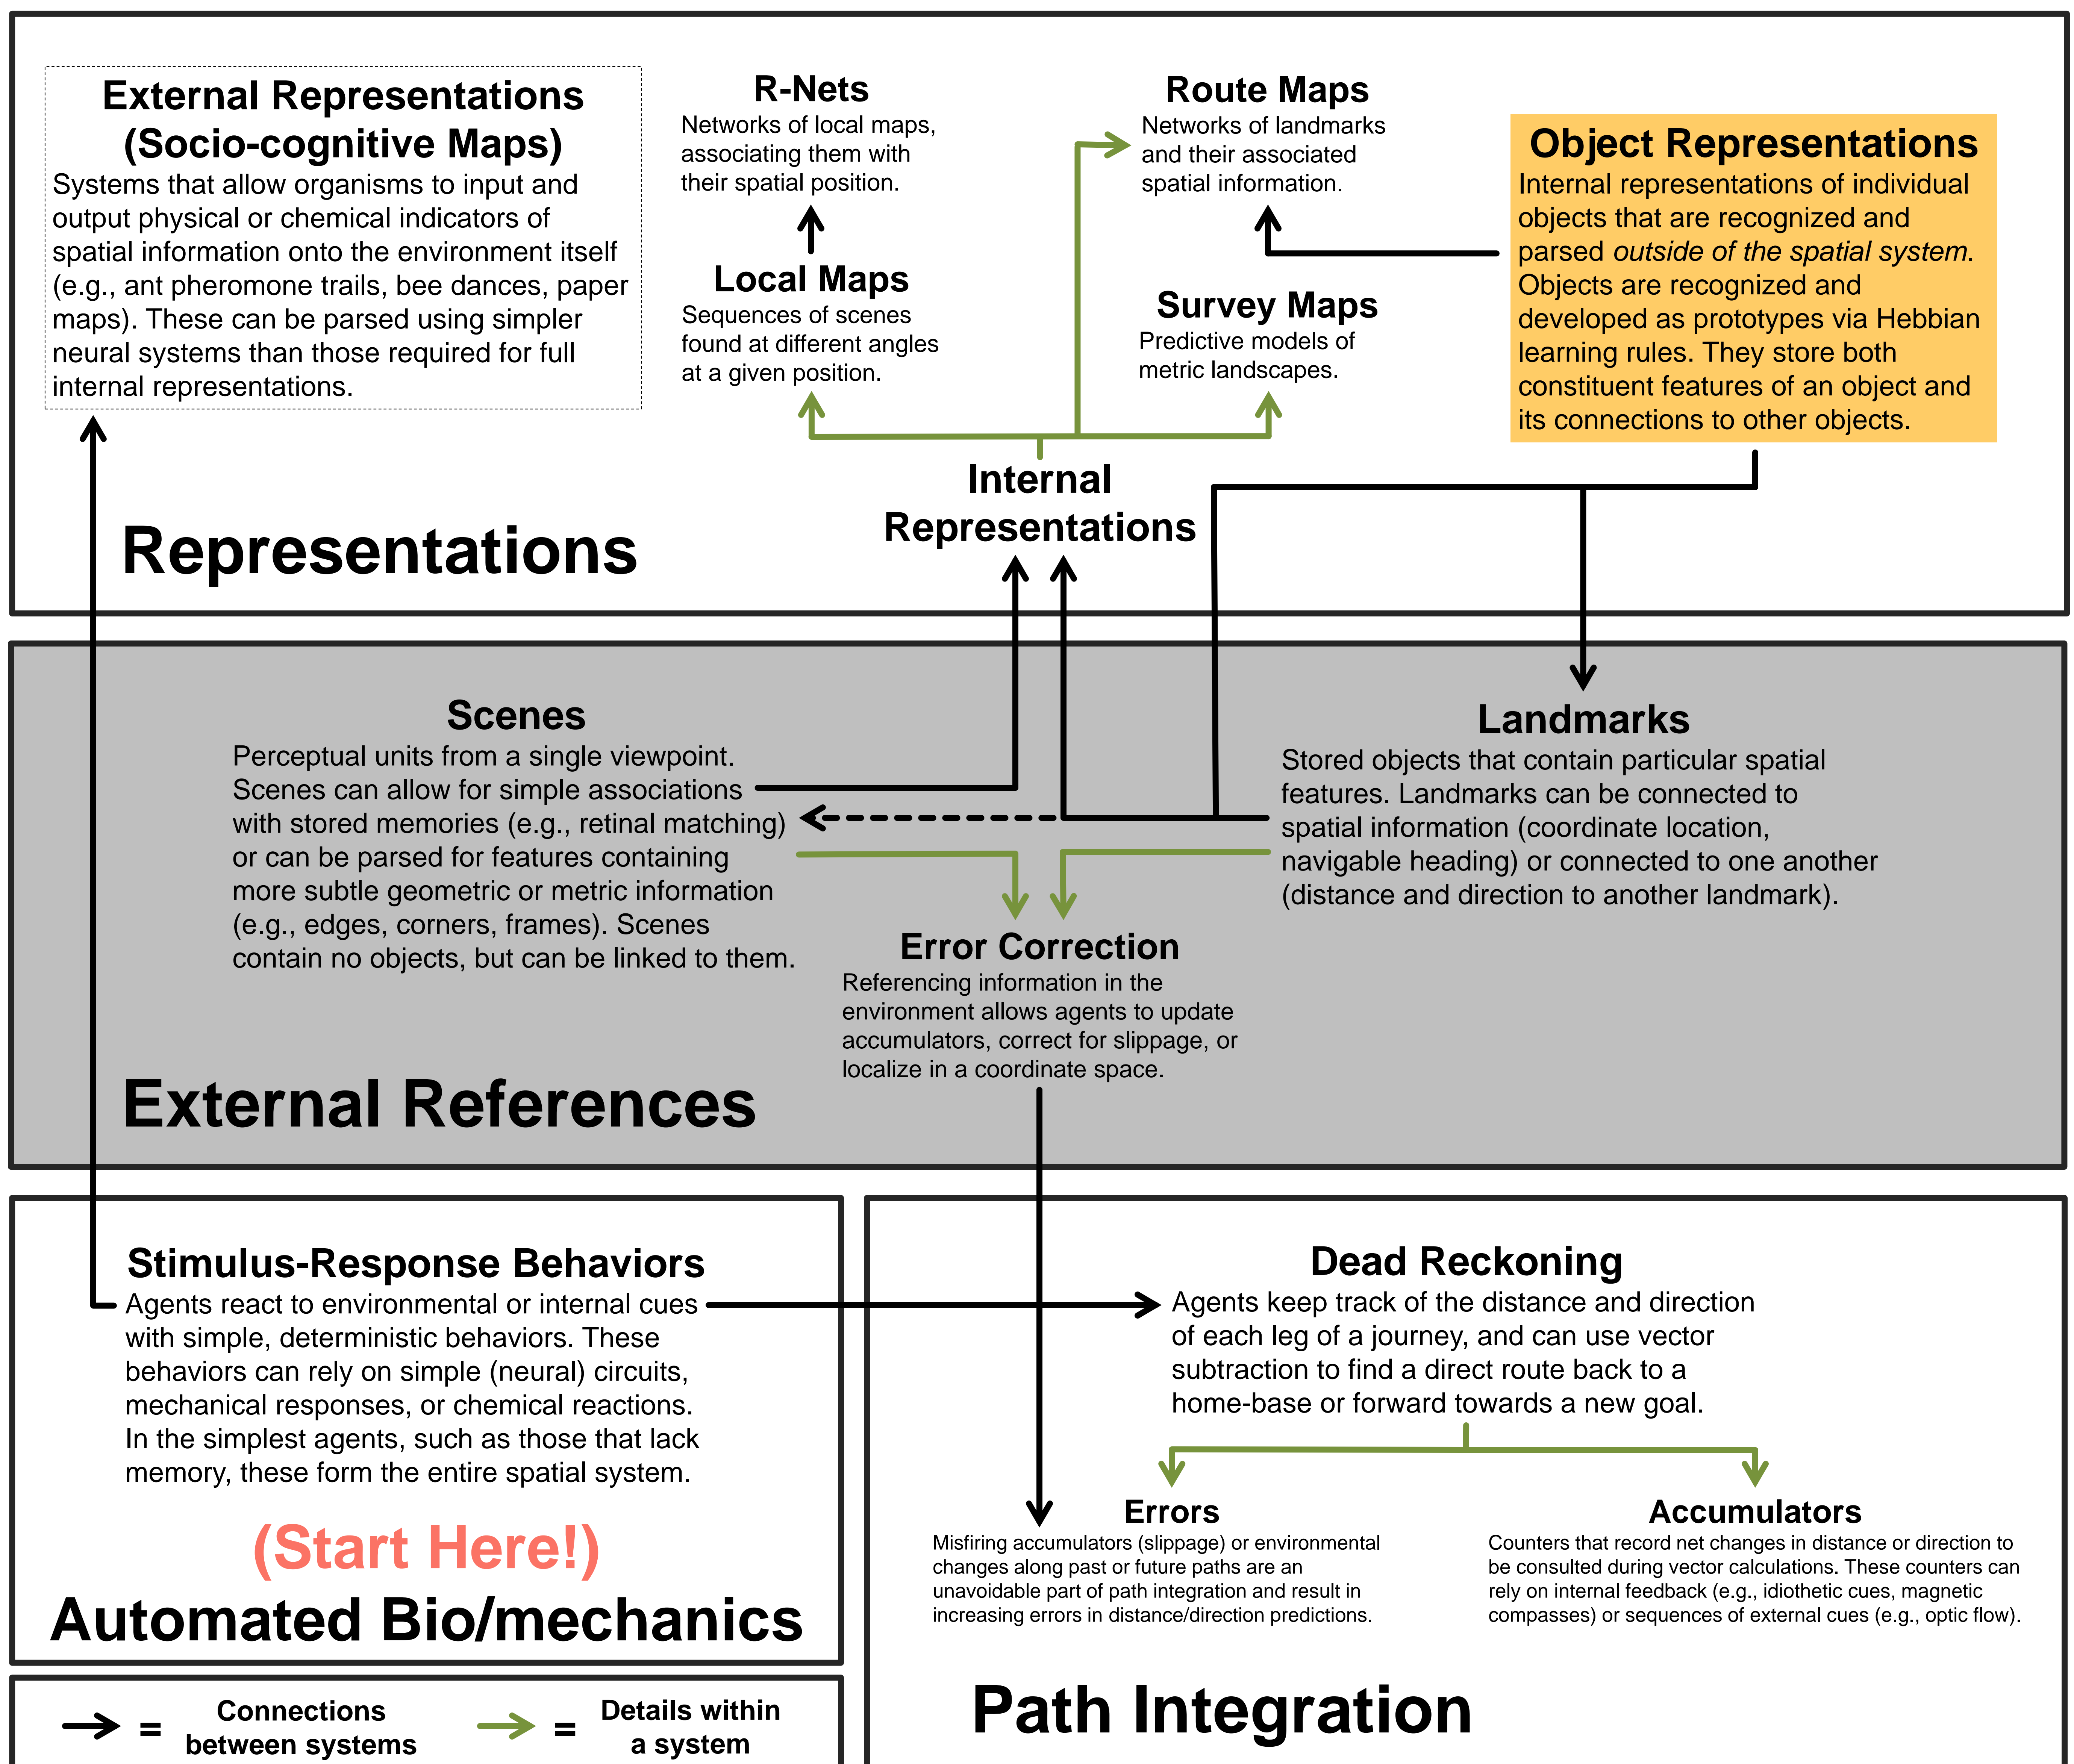 External Representations
(Socio-cognitive Maps)
Systems that allow organisms to input and
output physical or chemical indicators of
spatial information onto the environment itself
(e.g., ant pheromone trails, bee dances, paper
maps). These can be parsed using simpler
neural systems than those required for full
internal representations.
R-Nets
Networks of local maps,
associating them with
their spatial position.
Local Maps
Sequences of scenes
found at different angles
at a given position.
Route Maps
Networks of landmarks
and their associated
spatial information.
Survey Maps
Predictive models of
metric landscapes.
Object Representations
Internal representations of individual
objects that are recognized and
parsed outside of the spatial system.
Objects are recognized and
developed as prototypes via Hebbian
learning rules. They store both
constituent features of an object and
its connections to other objects.
Internal
Representations
Representations
Scenes
Perceptual units from a single viewpoint.
Scenes can allow for simple associations
with stored memories (e.g., retinal matching)
or can be parsed for features containing
more subtle geometric or metric information
(e.g., edges, corners, frames). Scenes
contain no objects, but can be linked to them.
Landmarks
Stored objects that contain particular spatial
features. Landmarks can be connected to
spatial information (coordinate location,
navigable heading) or connected to one another
(distance and direction to another landmark).
Error Correction
Referencing information in the
environment allows agents to update
accumulators, correct for slippage, or
localize in a coordinate space.
External References
Stimulus-Response Behaviors
Agents react to environmental or internal cues
with simple, deterministic behaviors. These
behaviors can rely on simple (neural) circuits,
mechanical responses, or chemical reactions.
In the simplest agents, such as those that lack
memory, these form the entire spatial system.
(Start Here!)
Automated Bio/mechanics
Dead Reckoning
Agents keep track of the distance and direction
of each leg of a journey, and can use vector
subtraction to find a direct route back to a
home-base or forward towards a new goal.
Errors
Misfiring accumulators (slippage) or environmental
changes along past or future paths are an
unavoidable part of path integration and result in
increasing errors in distance/direction predictions.
Accumulators
Counters that record net changes in distance or direction to
be consulted during vector calculations. These counters can
rely on internal feedback (e.g., idiothetic cues, magnetic
compasses) or sequences of external cues (e.g., optic flow).
Path Integration
= Connections
between systems
= Details within
a system